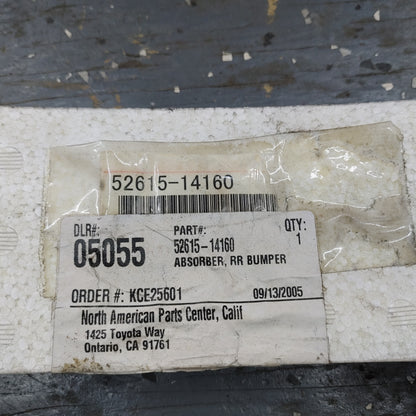 52615-14160
DLR#:
05055
PART#:
52615-14160
ABSORBER, RR BUMPER
QTY:
1
ORDER #: KCE25601
09/13/2005
North American Parts Center, Calif
1425 Toyota Way
Ontario, CA 91761